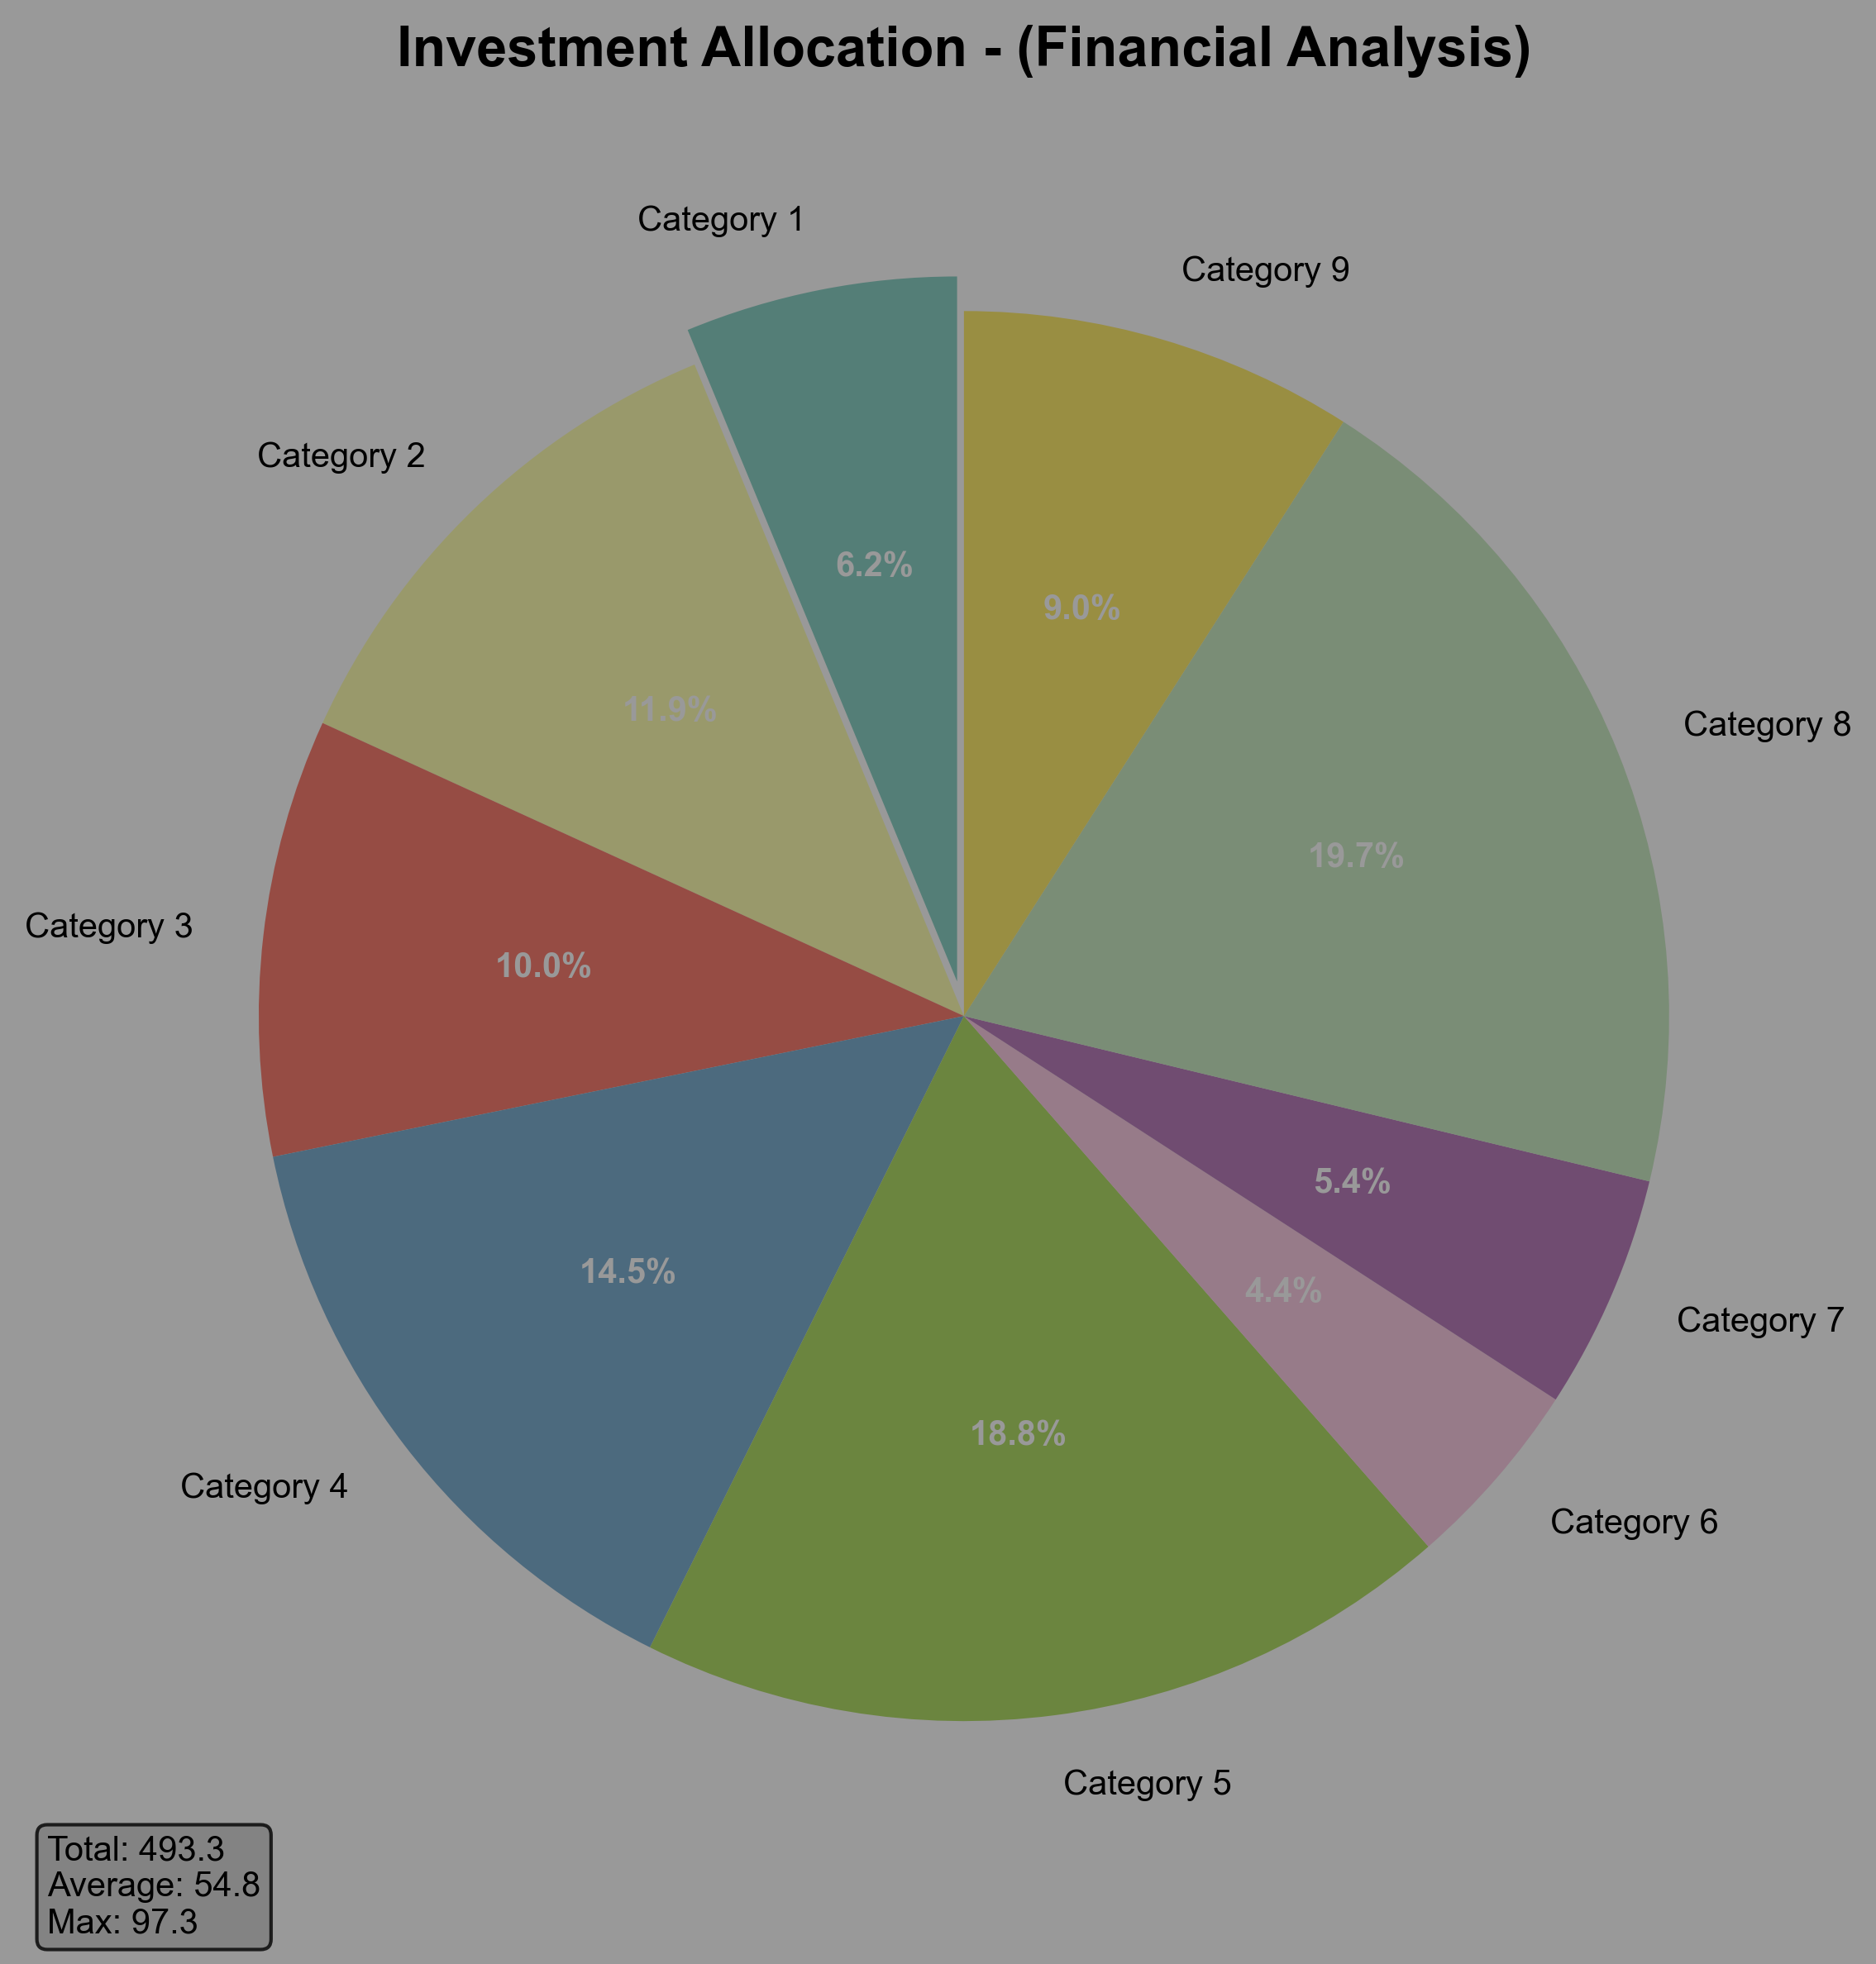 Investment Allocation - (Financial Analysis)
Category 1
Category 9
Category 2
6.2%
9.0%
11.9%
Category 8
19.7%
Category 3
10.0%
5.4%
14.5%
4.4%
Category 7
18.8%
Category 4
Category 6
Category 5
Total: 493.3
Average: 54.8
Max: 97.3